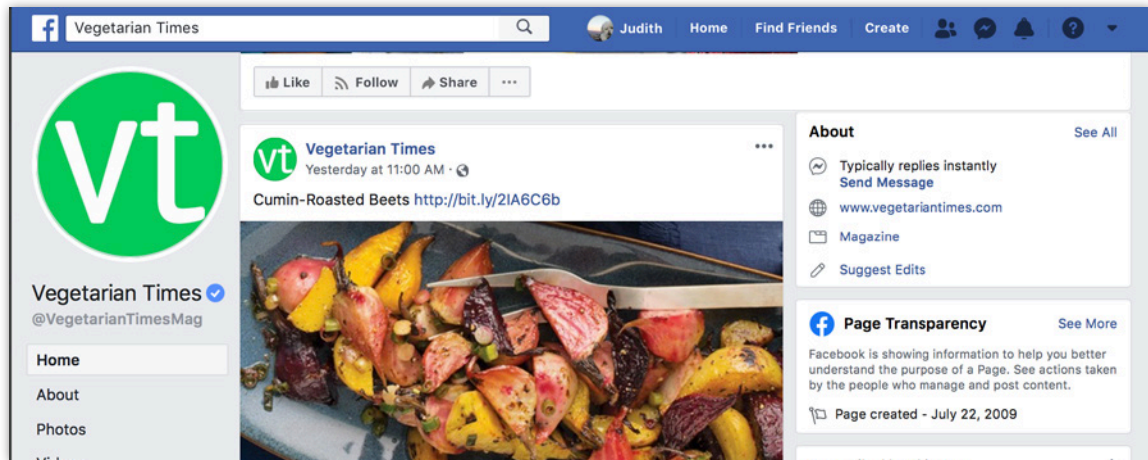 Vegetarian Times
Judith
Home
Find Friends
Create
vt
Vegetarian Times
@VegetarianTimesMag
Home
About
Photos
Like
Follow
Share
vt
Vegetarian Times
Yesterday at 11:00 AM ·
Cumin-Roasted Beets http://bit.ly/2IA6C6b
About
See All
Typically replies instantly
Send Message
www.vegetariantimes.com
Magazine
Suggest Edits
Page Transparency
See More
Facebook is showing information to help you better
understand the purpose of a Page. See actions taken
by the people who manage and post content.
Page created - July 22, 2009